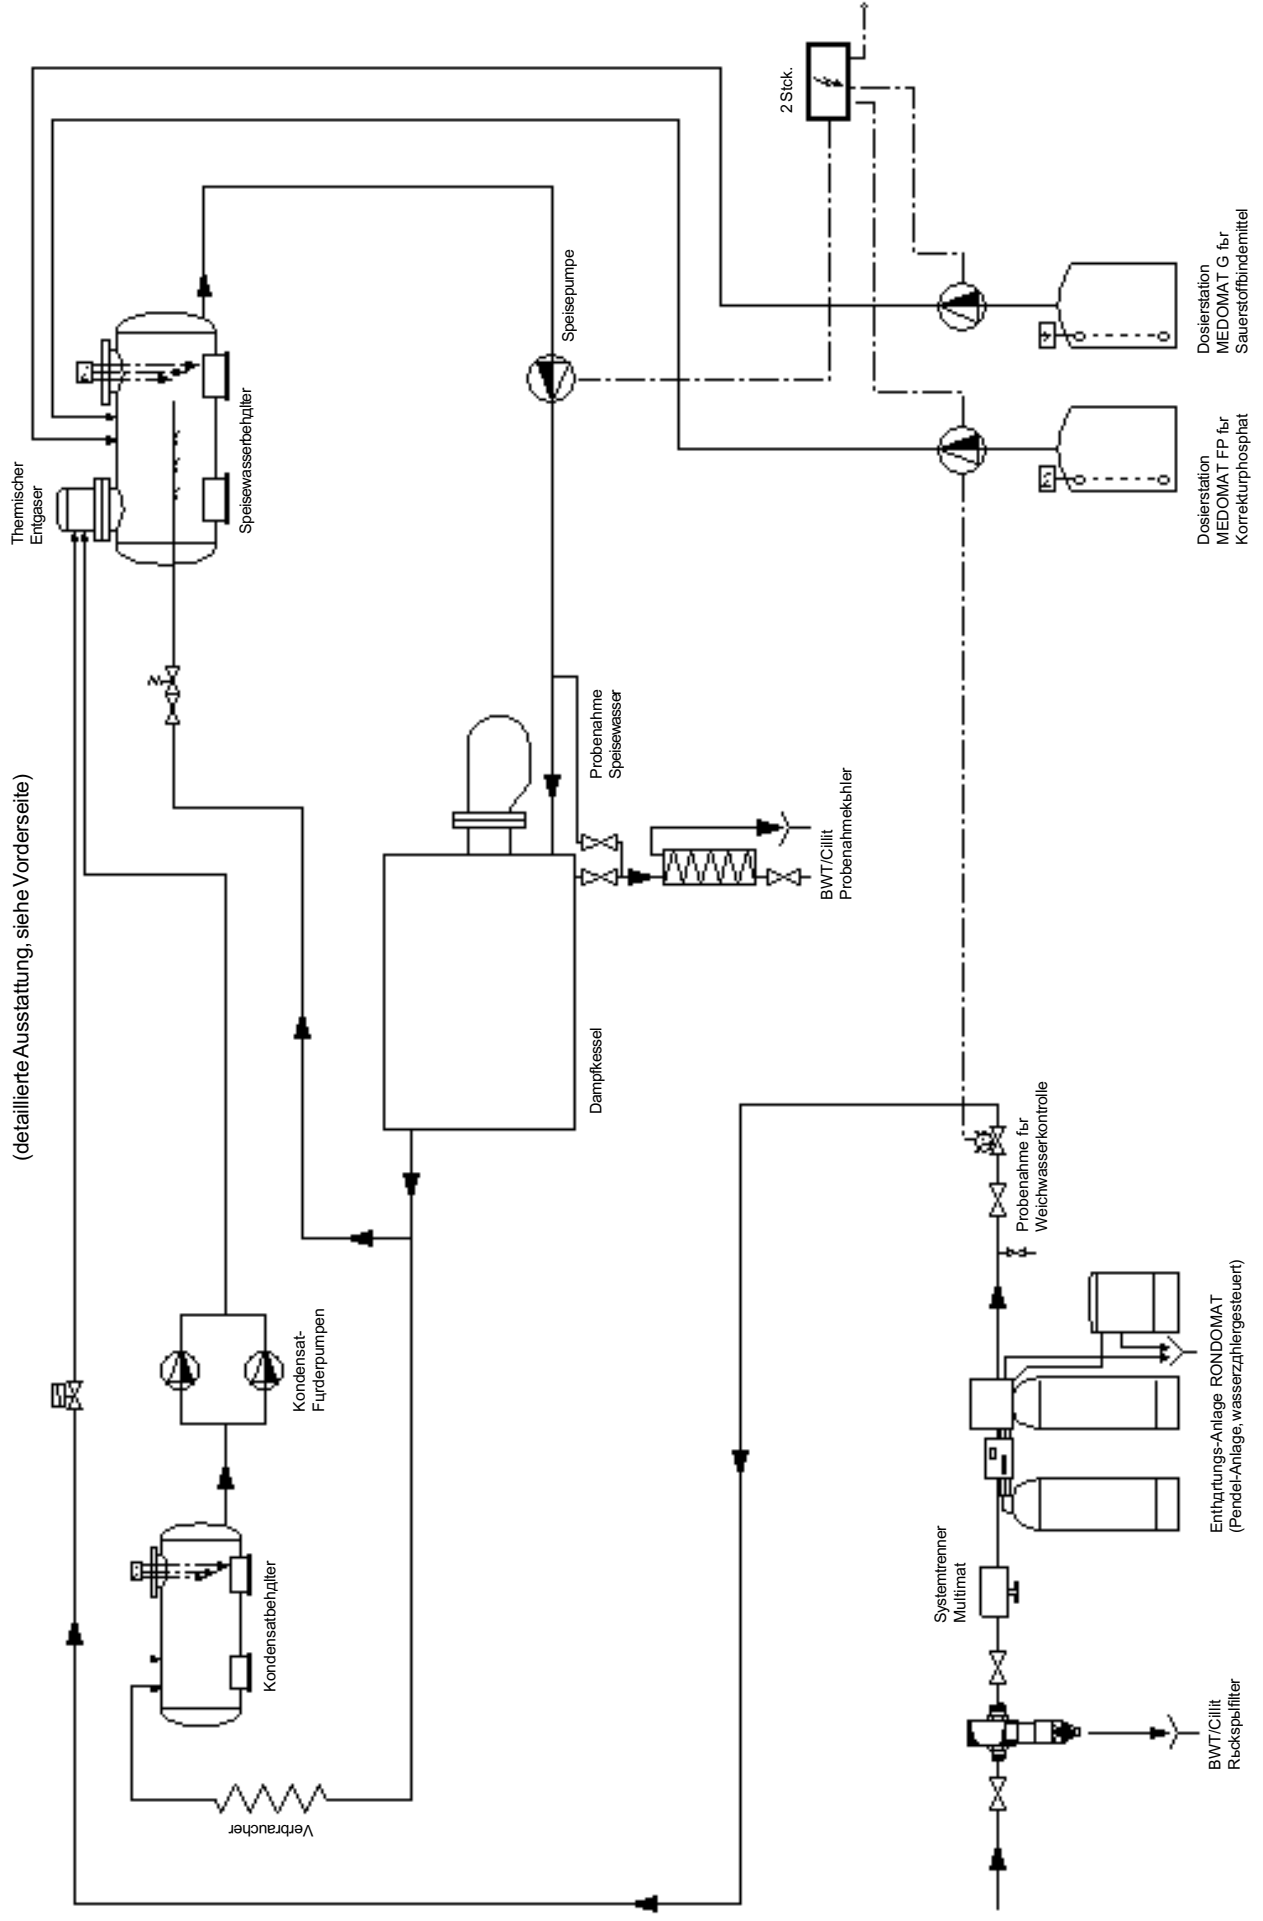 (detaillierte Ausstattung, siehe Vorderseite)
Thermischer
Entgaser
Speisewasserbehдlter
2 Stck.
Speisepumpe
Kondensat-
Fцrderpumpen
Kondensatbehдlter
Verbraucher
Dampfkessel
Probenahme
Speisewasser
BWT/Cillit
Probenahmekьhler
Dosierstation
MEDOMAT G fьr
Sauerstoffbindemittel
Dosierstation
MEDOMAT FP fьr
Korrekturphosphat
Probenahme fьr
Weichwasserkontrolle
Enthдrtungs-Anlage RONDOMAT
(Pendel-Anlage, wasserzдhlergesteuert)
Systemtrenner
Multimat
BWT/Cillit
Rьckspьlfilter